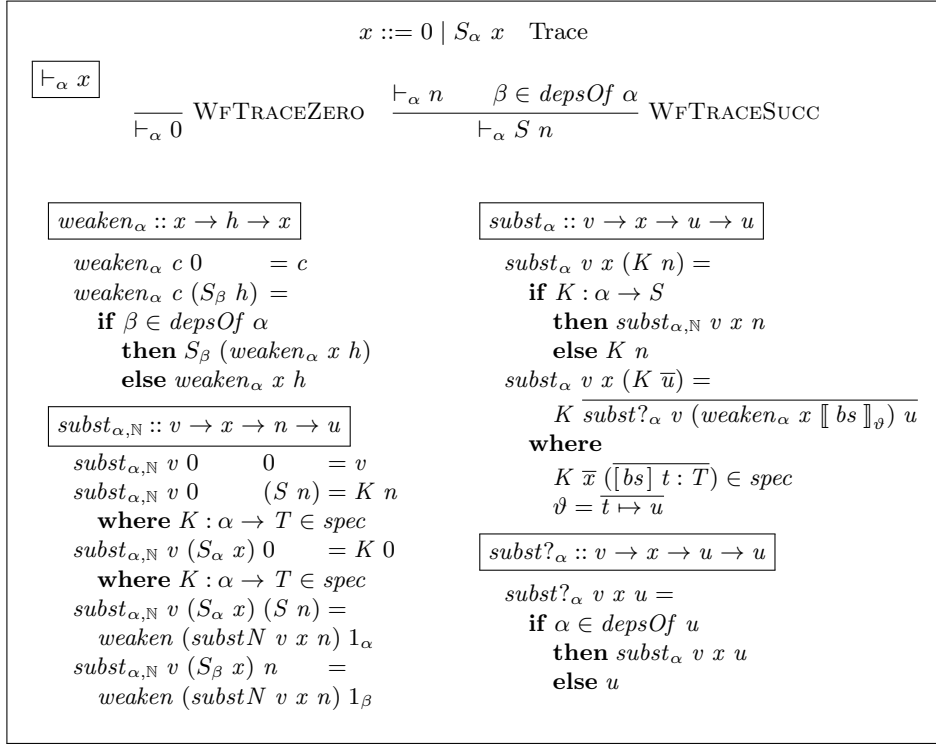 x ::= 0 | S_α x Trace
⊢_α x
⊢_α 0 WFTRACEZERO
⊢_α n β ∈ depsOf α
⊢_α S n WFTRACESUCC
weaken_α :: x → h → x
weaken_α c 0 = c
weaken_α c (S_β h) =
if β ∈ depsOf α
then S_β (weaken_α x h)
else weaken_α x h
subst_α,ℕ :: v → x → n → u
subst_α,ℕ v 0 0 = v
subst_α,ℕ v 0 (S n) = K n
where K : α → T ∈ spec
subst_α,ℕ v (S_α x) 0 = K 0
where K : α → T ∈ spec
subst_α,ℕ v (S_α x) (S n) =
weaken (substN v x n) 1_α
subst_α,ℕ v (S_β x) n =
weaken (substN v x n) 1_β
subst_α :: v → x → u → u
subst_α v x (K n) =
if K : α → S
then subst_α,ℕ v x n
else K n
subst_α v x (K u̅) =
K subst?_α v (weaken_α x ⟦ bs ⟧_ϑ) u
where
K x̅ ([bs] t : T) ∈ spec
ϑ = t ↦ u
subst?_α :: v → x → u → u
subst?_α v x u =
if α ∈ depsOf u
then subst_α v x u
else u